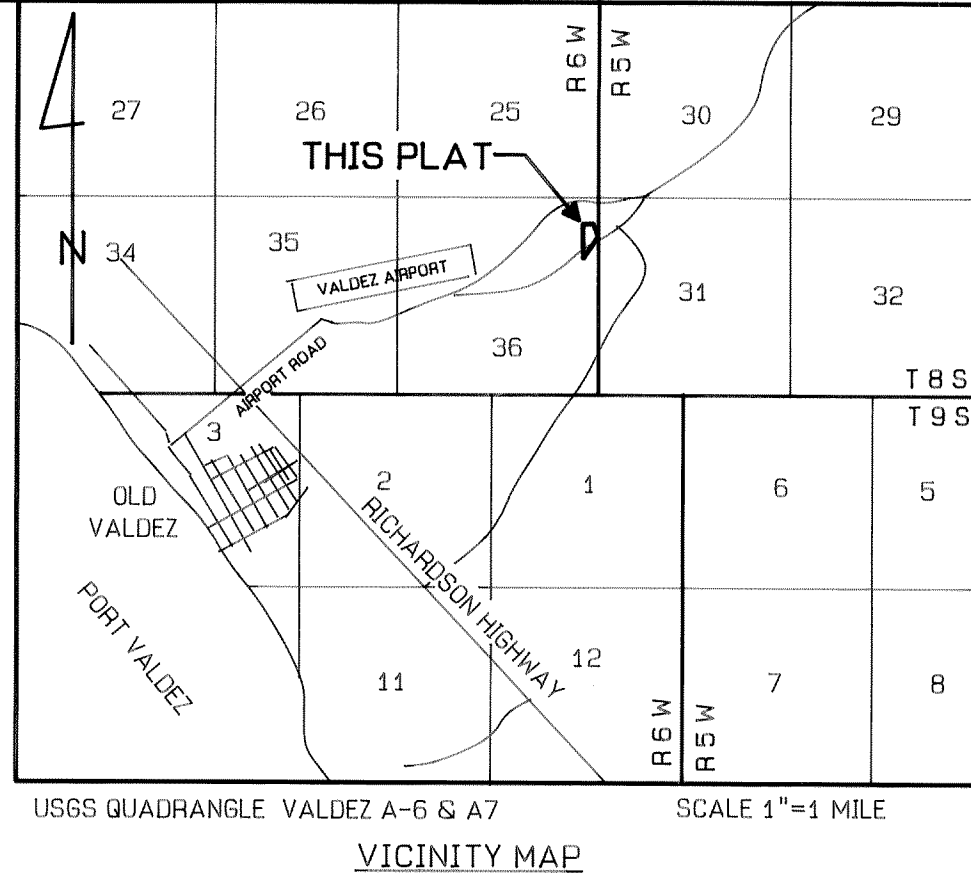 R6W R5W
27 26 25 30 29
THIS PLAT
N
34 35
VALDEZ AIRPORT
31 32
36
AIRPORT ROAD
T8S
T9S
3
2 1 6 5
OLD
VALDEZ
RICHARDSON HIGHWAY
PORT VALDEZ
11 12 7 8
R6W R5W
USGS QUADRANGLE VALDEZ A-6 & A7 SCALE 1"=1 MILE
VICINITY MAP